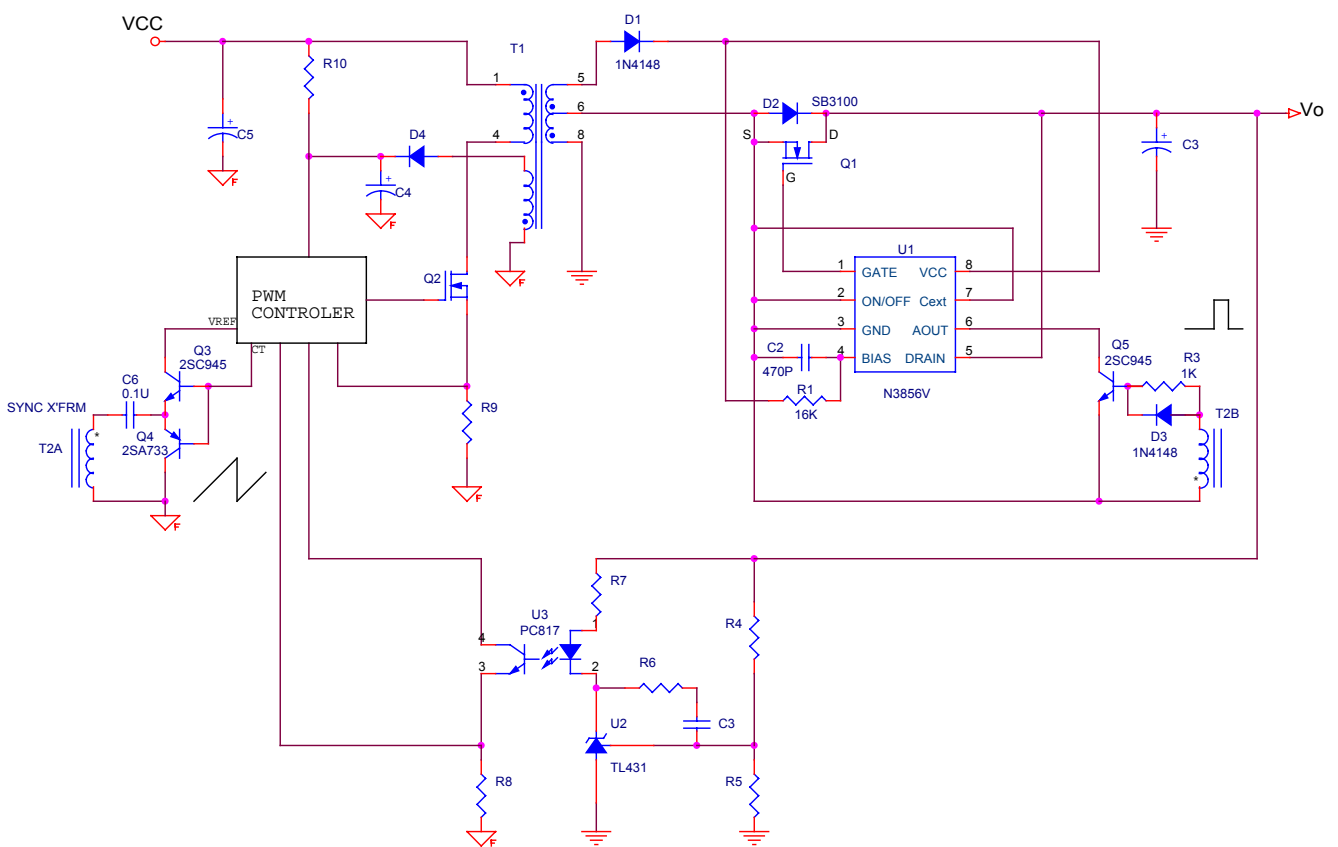 VCC
R10
C5
F
+
D4
C4
F
+
T1
1
4
5
6
8
F
D1
1N4148
D2
SB3100
S
D
G
Q1
Vo
C3
+
Q2
PWM
CONTROLER
VREF
CT
R9
F
Q3
2SC945
C6
0.1U
SYNC X'FRM
T2A
*
Q4
2SA733
F
U1
1
GATE
VCC
8
2
ON/OFF
Cext
7
3
GND
AOUT
6
4
BIAS
DRAIN
5
N3856V
C2
470P
R1
16K
Q5
2SC945
R3
1K
D3
1N4148
T2B
*
U3
PC817
4
3
1
2
R7
R6
C3
U2
TL431
R4
R5
R8
F